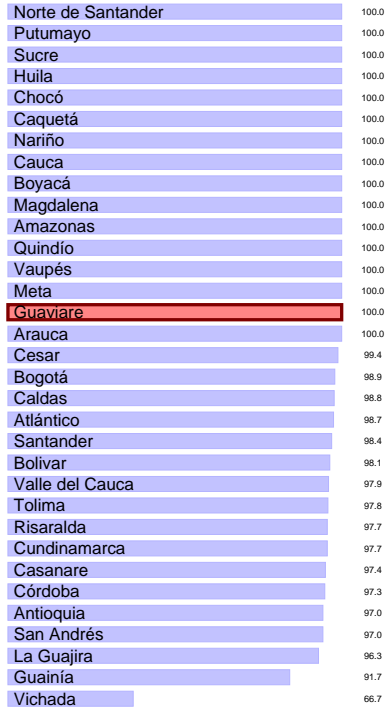 Norte de Santander 100.0
Putumayo 100.0
Sucre 100.0
Huila 100.0
Chocó 100.0
Caquetá 100.0
Nariño 100.0
Cauca 100.0
Boyacá 100.0
Magdalena 100.0
Amazonas 100.0
Quindío 100.0
Vaupés 100.0
Meta 100.0
Guaviare 100.0
Arauca 100.0
Cesar 99.4
Bogotá 98.9
Caldas 98.8
Atlántico 98.7
Santander 98.4
Bolivar 98.1
Valle del Cauca 97.9
Tolima 97.8
Risaralda 97.7
Cundinamarca 97.7
Casanare 97.4
Córdoba 97.3
Antioquia 97.0
San Andrés 97.0
La Guajira 96.3
Guainía 91.7
Vichada 66.7